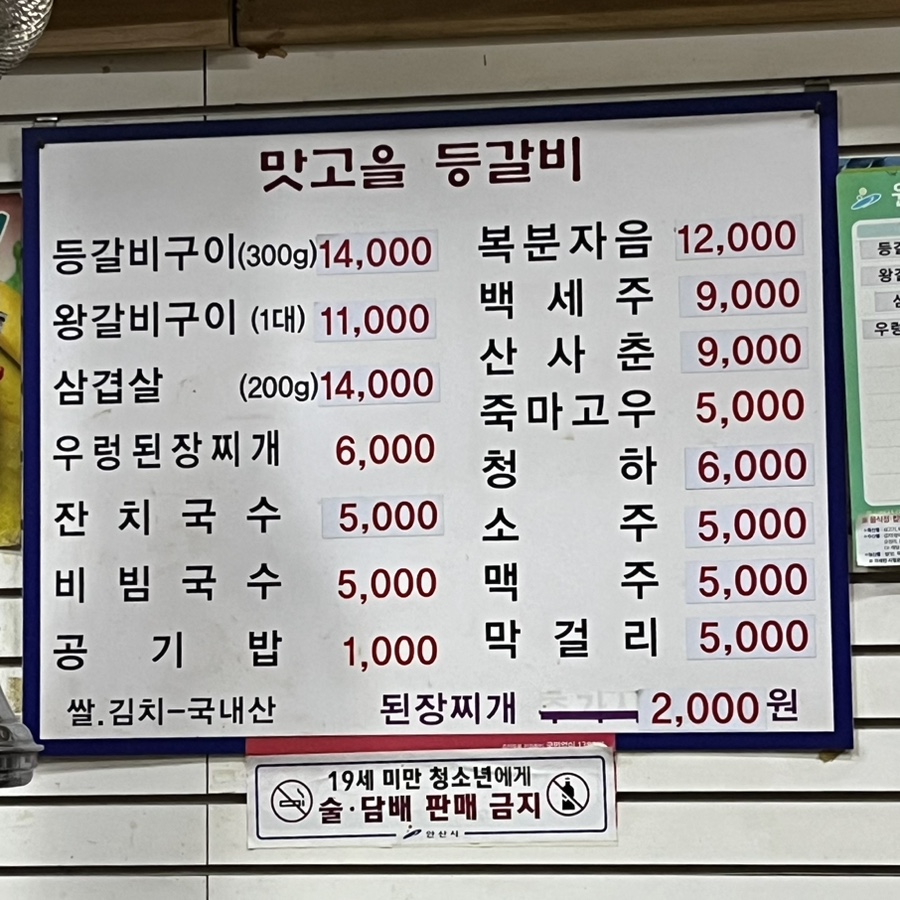 맛고을 등갈비
등갈비구이(300g) 14,000
왕갈비구이 (1대) 11,000
삼겹살 (200g) 14,000
우렁된장찌개 6,000
잔치국수 5,000
비빔국수 5,000
공기밥 1,000
복분자음 12,000
백세주 9,000
산사춘 9,000
죽마고우 5,000
청하 6,000
소주 5,000
맥주 5,000
막걸리 5,000
쌀.김치-국내산
된장찌개 2,000원
19세 미만 청소년에게
술·담배 판매 금지
안산시